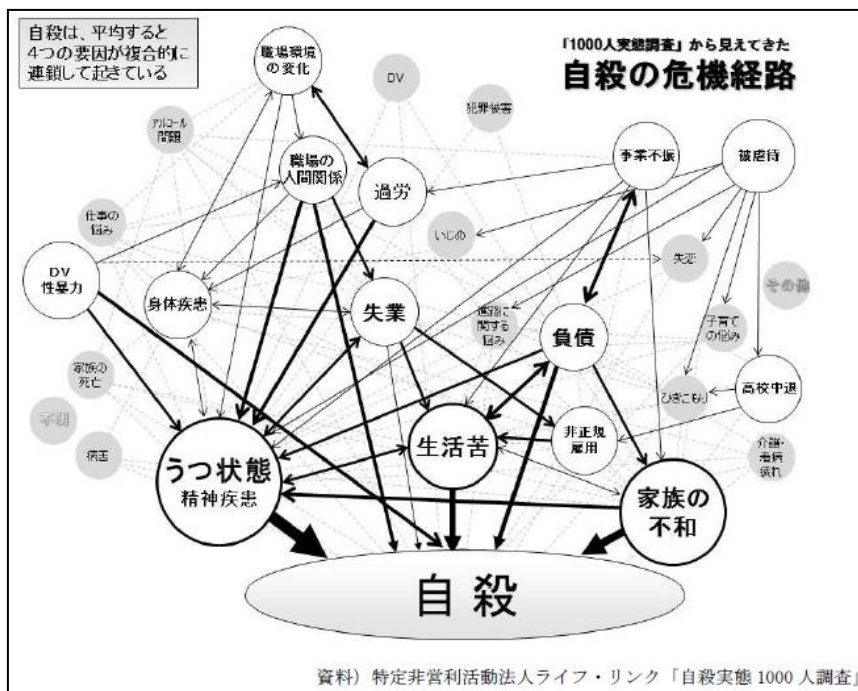 自殺は、平均すると
4つの要因が複合的に
連鎖して起きている
「1000人実態調査」から見えてきた
自殺の危機経路
職場環境
の変化
DV
犯罪被害
アルコール
問題
職場の
人間関係
過労
事業不振
被虐待
仕事の
悩み
いじめ
失恋
DV
性暴力
その他
身体疾患
失業
進路に
関する
悩み
負債
子育て
の悩み
家族の
死亡
ひきこもり
高校中退
不明
病苦
うつ状態
精神疾患
生活苦
非正規
雇用
介護・
看病
疲れ
家族の
不和
自殺
資料）特定非営利活動法人ライフ・リンク「自殺実態1000人調査」